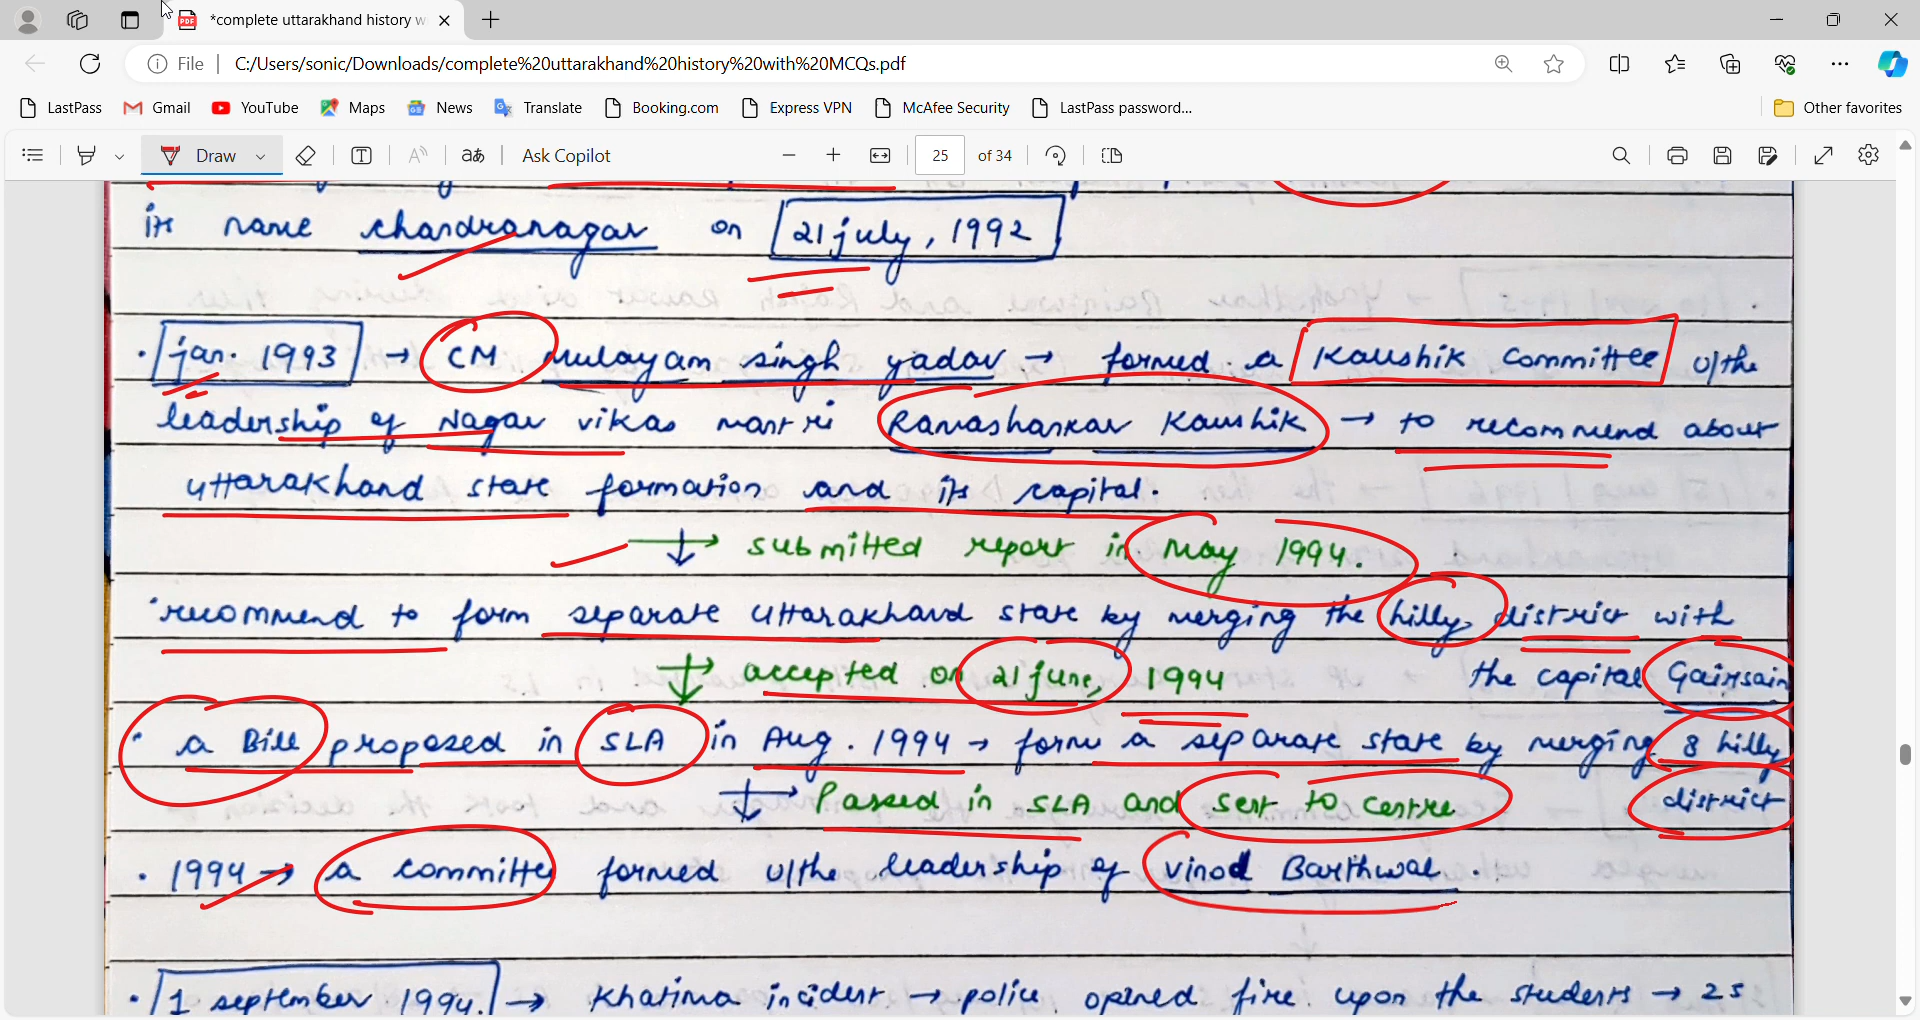 *complete uttarakhand history w
File
C:/Users/sonic/Downloads/complete%20uttarakhand%20history%20with%20MCQs.pdf
LastPass Gmail YouTube Maps News Translate Booking.com Express VPN McAfee Security LastPass password... Other favorites
Draw Ask Copilot 25 of 34
its name chandranagar on 21 july, 1992
· jan. 1993 → CM mulayam singh yadav → formed a Kaushik Committee u/the
leadership of Nagar vikas mantri Ramashankar Kaushik → to recommend about
uttarakhand state formation and its capital.
submitted report in may 1994.
· recommend to form separate uttarakhand state by merging the hilly district with
accepted on 21 june, 1994 the capital Gairsain
· a Bill proposed in SLA in Aug. 1994 → form a separate state by merging 8 hilly
Passed in SLA and sent to centre district
· 1994 → a committee formed u/the leadership of vinod Barthwal.
· 1 september 1994. → Khatima incident → police opened fire upon the students → 25